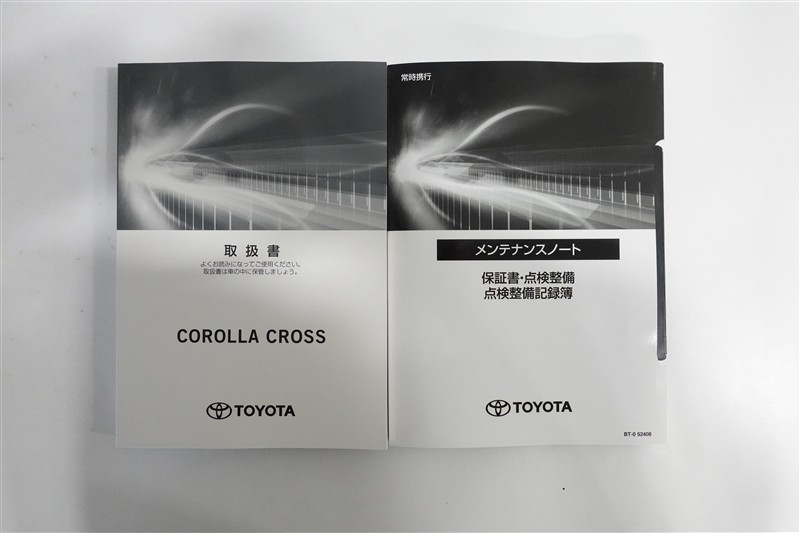 取扱書
よくお読みになってご使用ください。
取扱書は車の中に保管しましょう。
COROLLA CROSS
TOYOTA
常時携行
メンテナンスノート
保証書・点検整備
点検整備記録簿
TOYOTA
BT-0 52408